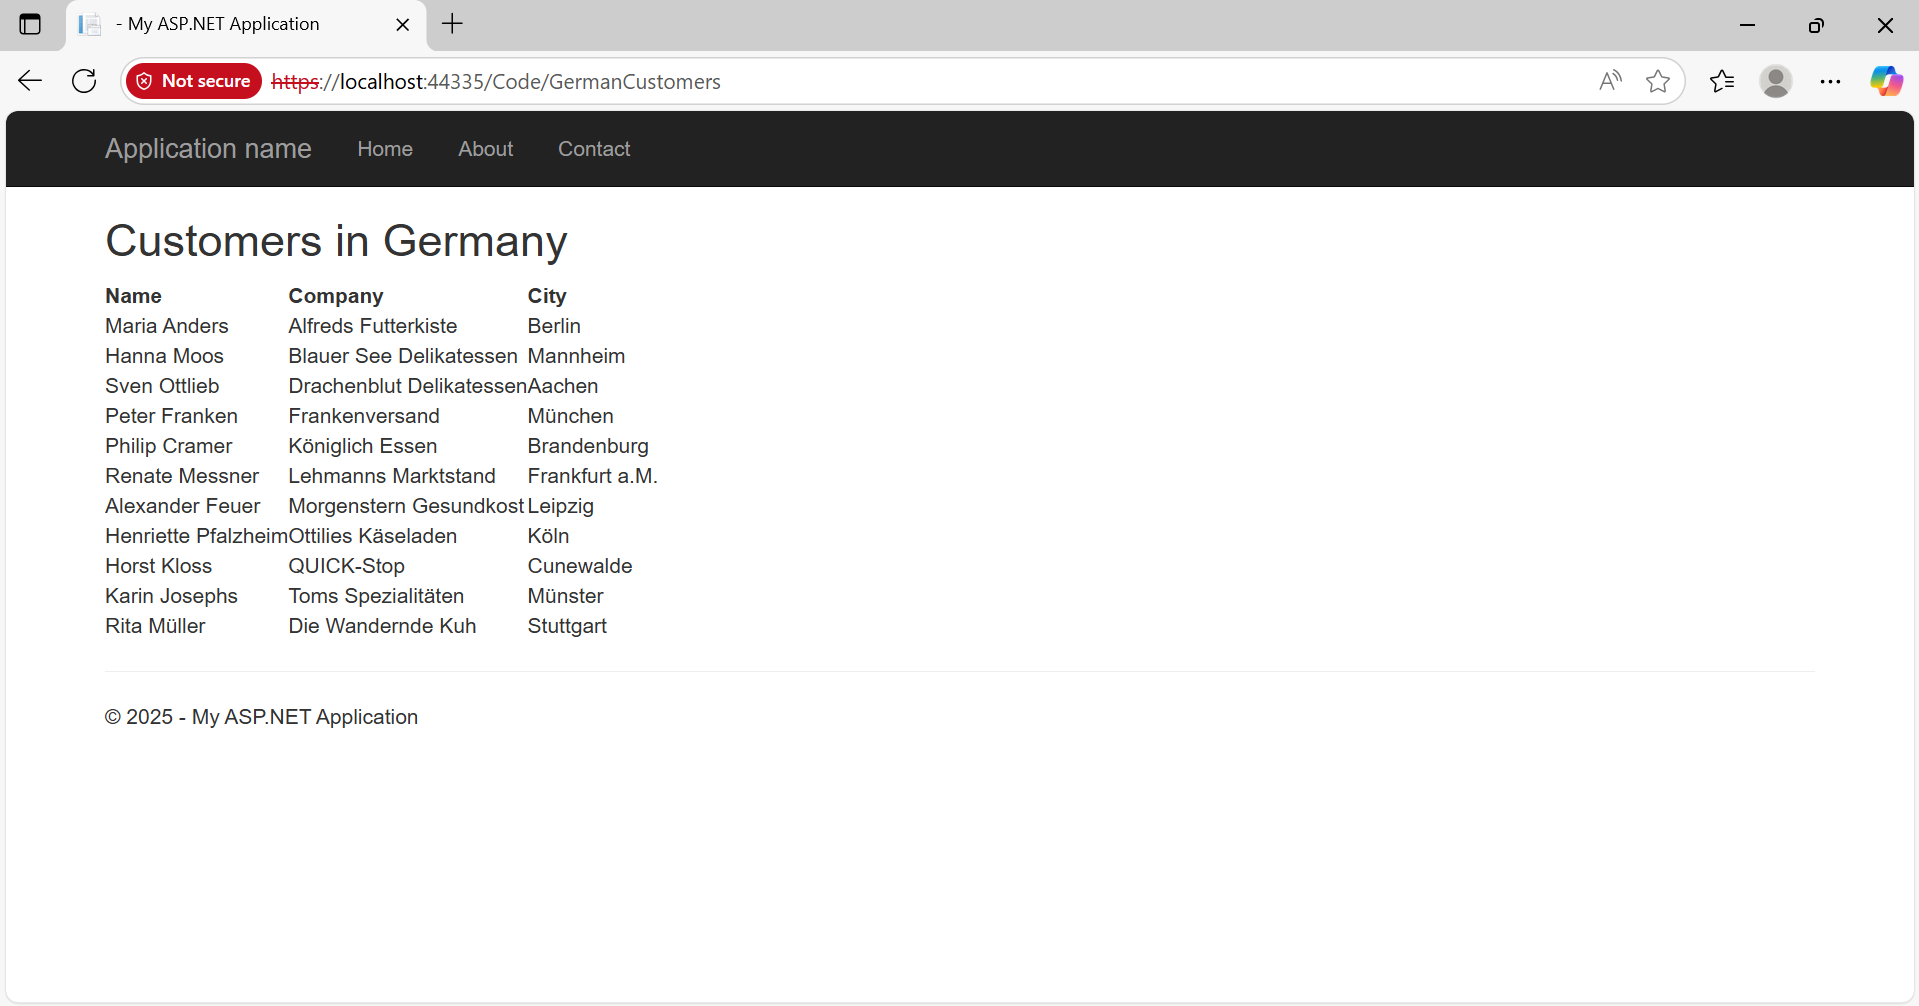 - My ASP.NET Application
Not secure https://localhost:44335/Code/GermanCustomers
Application name Home About Contact
Customers in Germany
Name Company City
Maria Anders Alfreds Futterkiste Berlin
Hanna Moos Blauer See Delikatessen Mannheim
Sven Ottlieb Drachenblut Delikatessen Aachen
Peter Franken Frankenversand München
Philip Cramer Königlich Essen Brandenburg
Renate Messner Lehmanns Marktstand Frankfurt a.M.
Alexander Feuer Morgenstern Gesundkost Leipzig
Henriette Pfalzheim Ottilies Käseladen Köln
Horst Kloss QUICK-Stop Cunewalde
Karin Josephs Toms Spezialitäten Münster
Rita Müller Die Wandernde Kuh Stuttgart
© 2025 - My ASP.NET Application